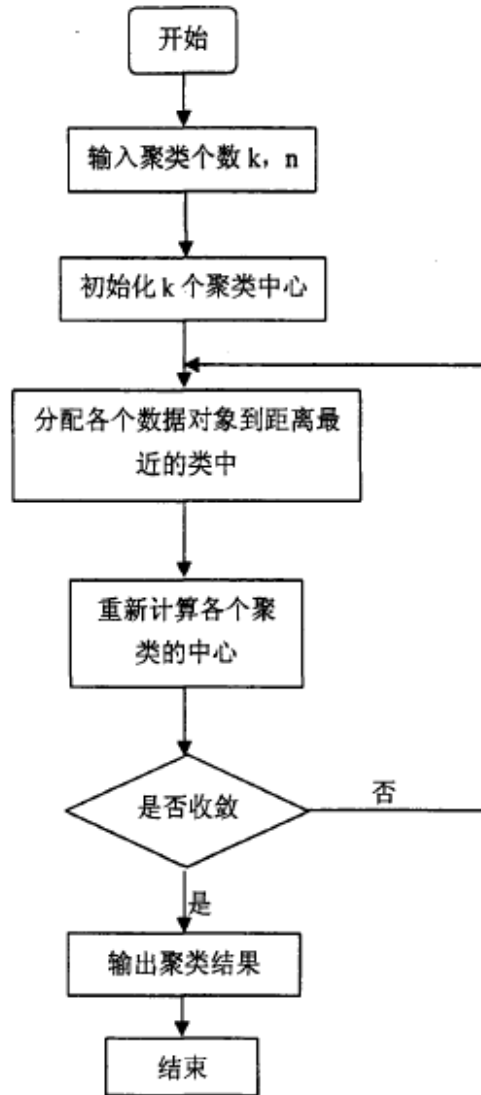 开始
输入聚类个数 k，n
初始化 k 个聚类中心
分配各个数据对象到距离最
近的类中
重新计算各个聚
类的中心
是否收敛
否
是
输出聚类结果
结束